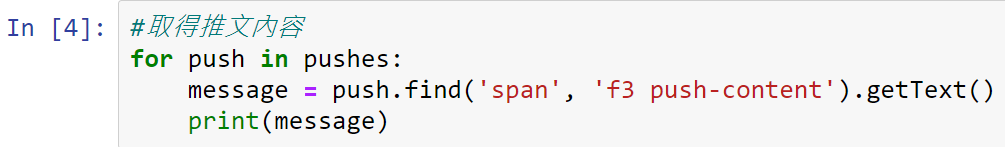 In [4]: #取得推文內容
for push in pushes:
    message = push.find('span', 'f3 push-content').getText()
    print(message)